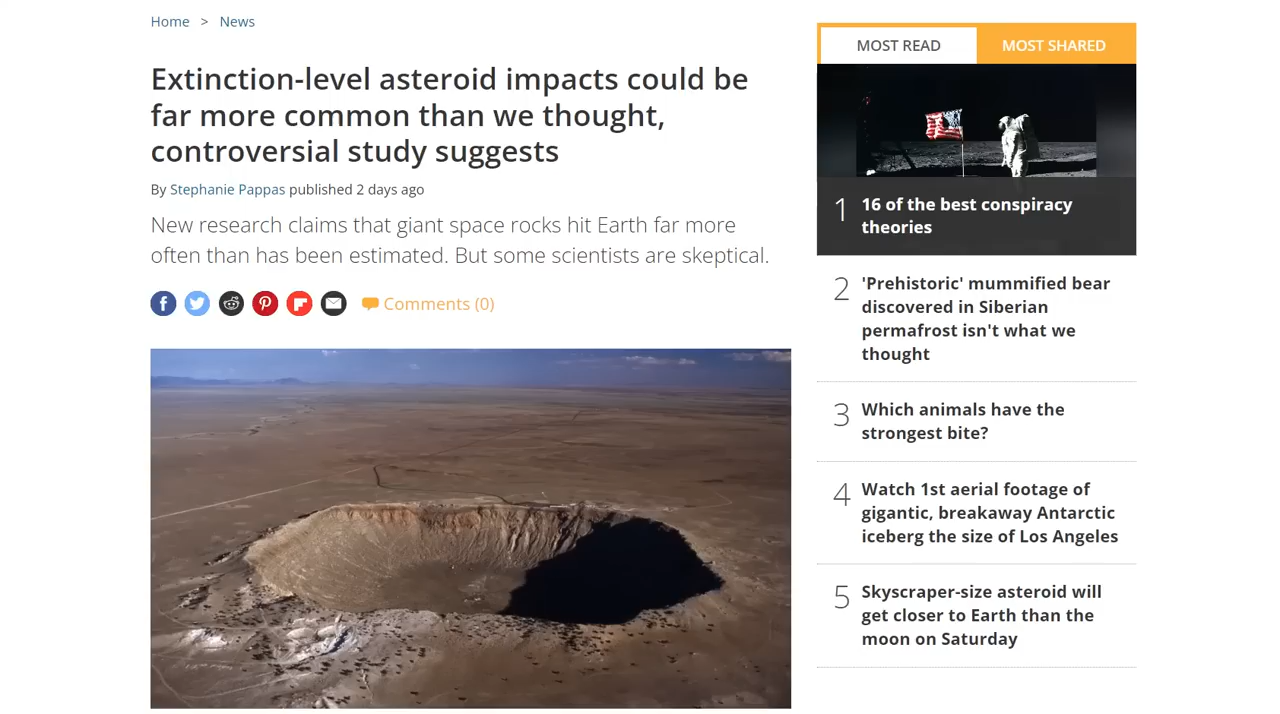 Home > News
Extinction-level asteroid impacts could be
far more common than we thought,
controversial study suggests
By Stephanie Pappas published 2 days ago
New research claims that giant space rocks hit Earth far more
often than has been estimated. But some scientists are skeptical.
Comments (0)
MOST READ
MOST SHARED
1 16 of the best conspiracy
theories
2 'Prehistoric' mummified bear
discovered in Siberian
permafrost isn't what we
thought
3 Which animals have the
strongest bite?
4 Watch 1st aerial footage of
gigantic, breakaway Antarctic
iceberg the size of Los Angeles
5 Skyscraper-size asteroid will
get closer to Earth than the
moon on Saturday